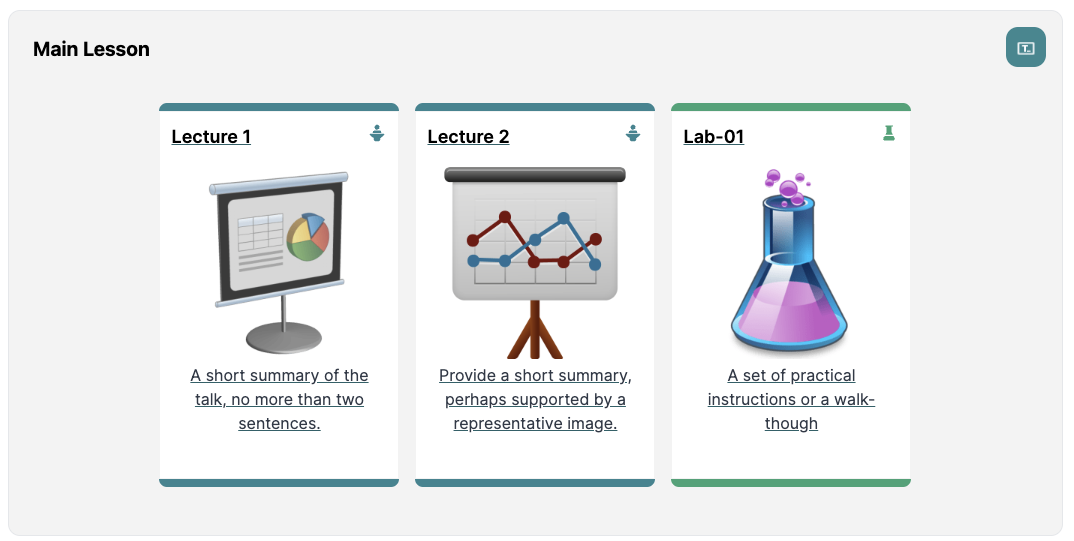 Main Lesson
Lecture 1
A short summary of the
talk, no more than two
sentences.
Lecture 2
Provide a short summary,
perhaps supported by a
representative image.
Lab-01
A set of practical
instructions or a walk-
though